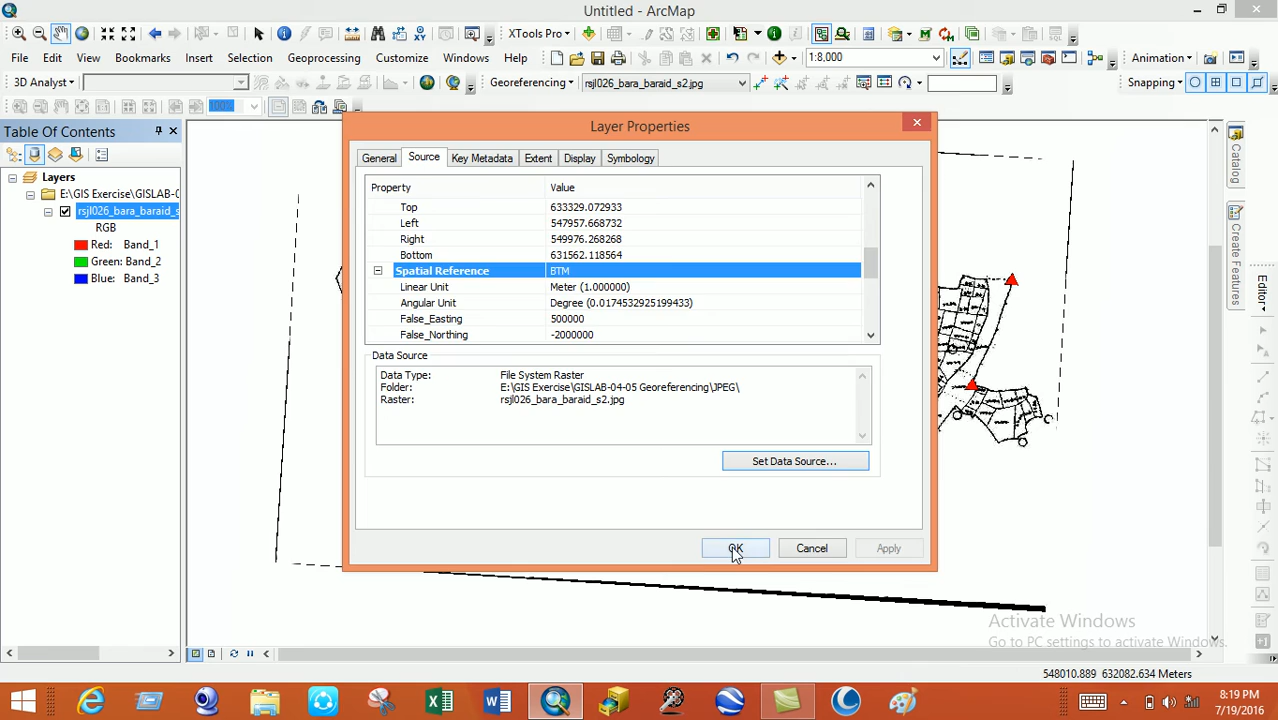 Untitled - ArcMap
XTools Pro
File Edit View Bookmarks Insert Selection Geoprocessing Customize Windows Help
1:8,000
Animation
3D Analyst
Georeferencing
rsjl026_bara_baraid_s2.jpg
Snapping
100%
Table Of Contents
Layers
E:\GIS Exercise\GISLAB-0
rsjl026_bara_baraid_s
RGB
Red: Band_1
Green: Band_2
Blue: Band_3
Layer Properties
General Source Key Metadata Extent Display Symbology
Property Value
Top 633329.072933
Left 547957.668732
Right 549976.268268
Bottom 631562.118564
Spatial Reference BTM
Linear Unit Meter (1.000000)
Angular Unit Degree (0.0174532925199433)
False_Easting 500000
False_Northing -2000000
Data Source
Data Type: File System Raster
Folder: E:\GIS Exercise\GISLAB-04-05 Georeferencing\JPEG\
Raster: rsjl026_bara_baraid_s2.jpg
Set Data Source...
OK Cancel Apply
Catalog
Create Features
Editor
Activate Windows
Go to PC settings to activate Windows.
548010.889 632082.634 Meters
8:19 PM
7/19/2016